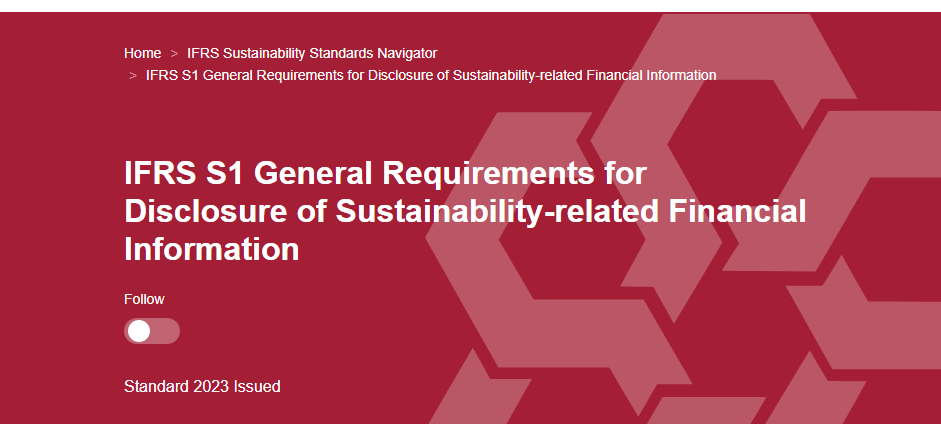 Home > IFRS Sustainability Standards Navigator
> IFRS S1 General Requirements for Disclosure of Sustainability-related Financial Information
IFRS S1 General Requirements for
Disclosure of Sustainability-related Financial
Information
Follow
Standard 2023 Issued